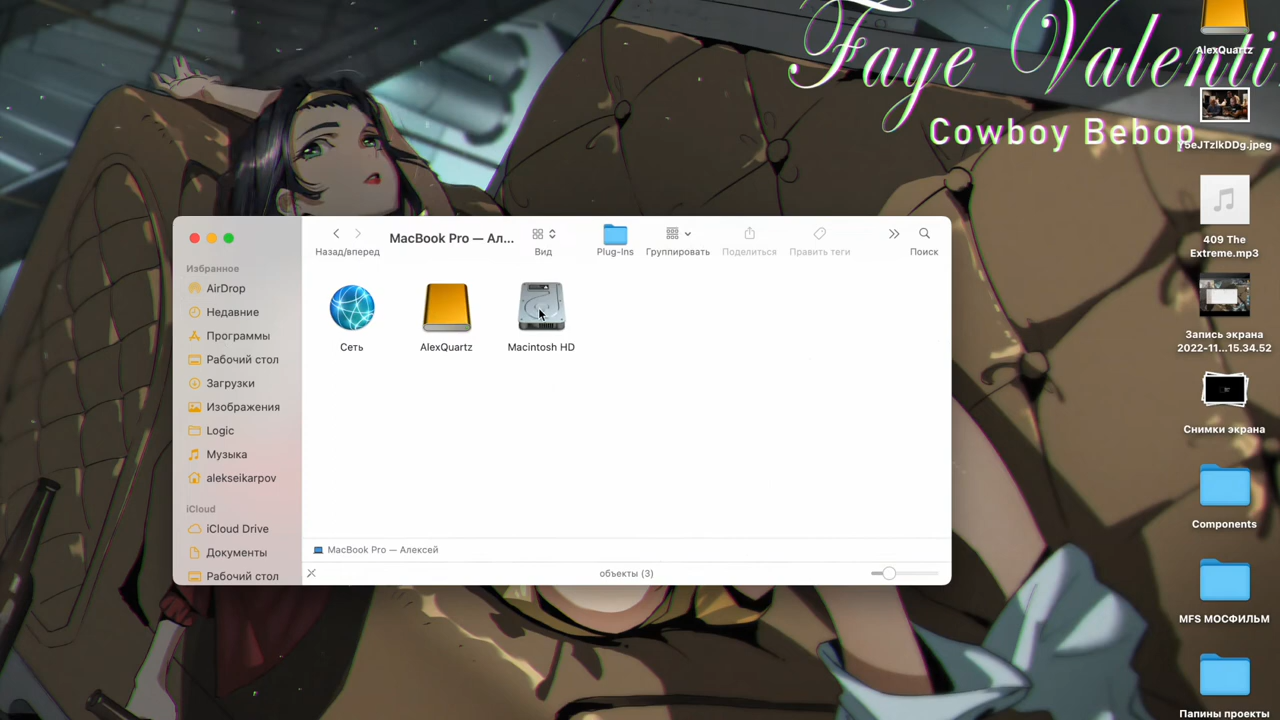 Faye Valenti
Cowboy Bebop
AlexQuartz
y5eJTzlkDDg.jpeg
409 The
Extreme.mp3
Запись экрана
2022-11...15.34.52
Снимки экрана
Components
MFS МОСФИЛЬМ
Папины проекты
Назад/вперед
MacBook Pro — Ал...
Вид
Plug-Ins
Группировать
Поделиться
Править теги
Поиск
Избранное
AirDrop
Недавние
Программы
Рабочий стол
Загрузки
Изображения
Logic
Музыка
alekseikarpov
iCloud
iCloud Drive
Документы
Рабочий стол
Сеть
AlexQuartz
Macintosh HD
MacBook Pro — Алексей
объекты (3)